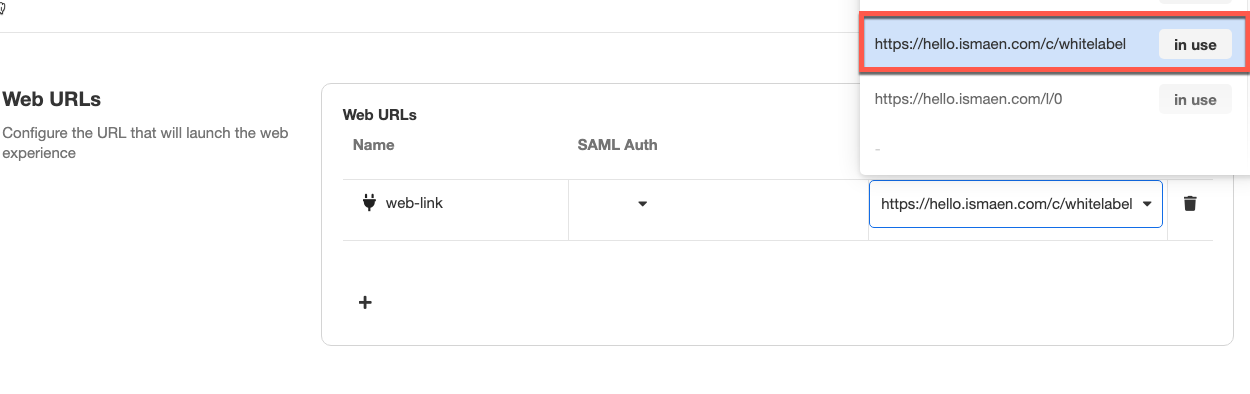 https://hello.ismaen.com/c/whitelabel in use
https://hello.ismaen.com/l/0 in use
-
Web URLs
Configure the URL that will launch the web
experience
Web URLs
Name SAML Auth
web-link https://hello.ismaen.com/c/whitelabel
+